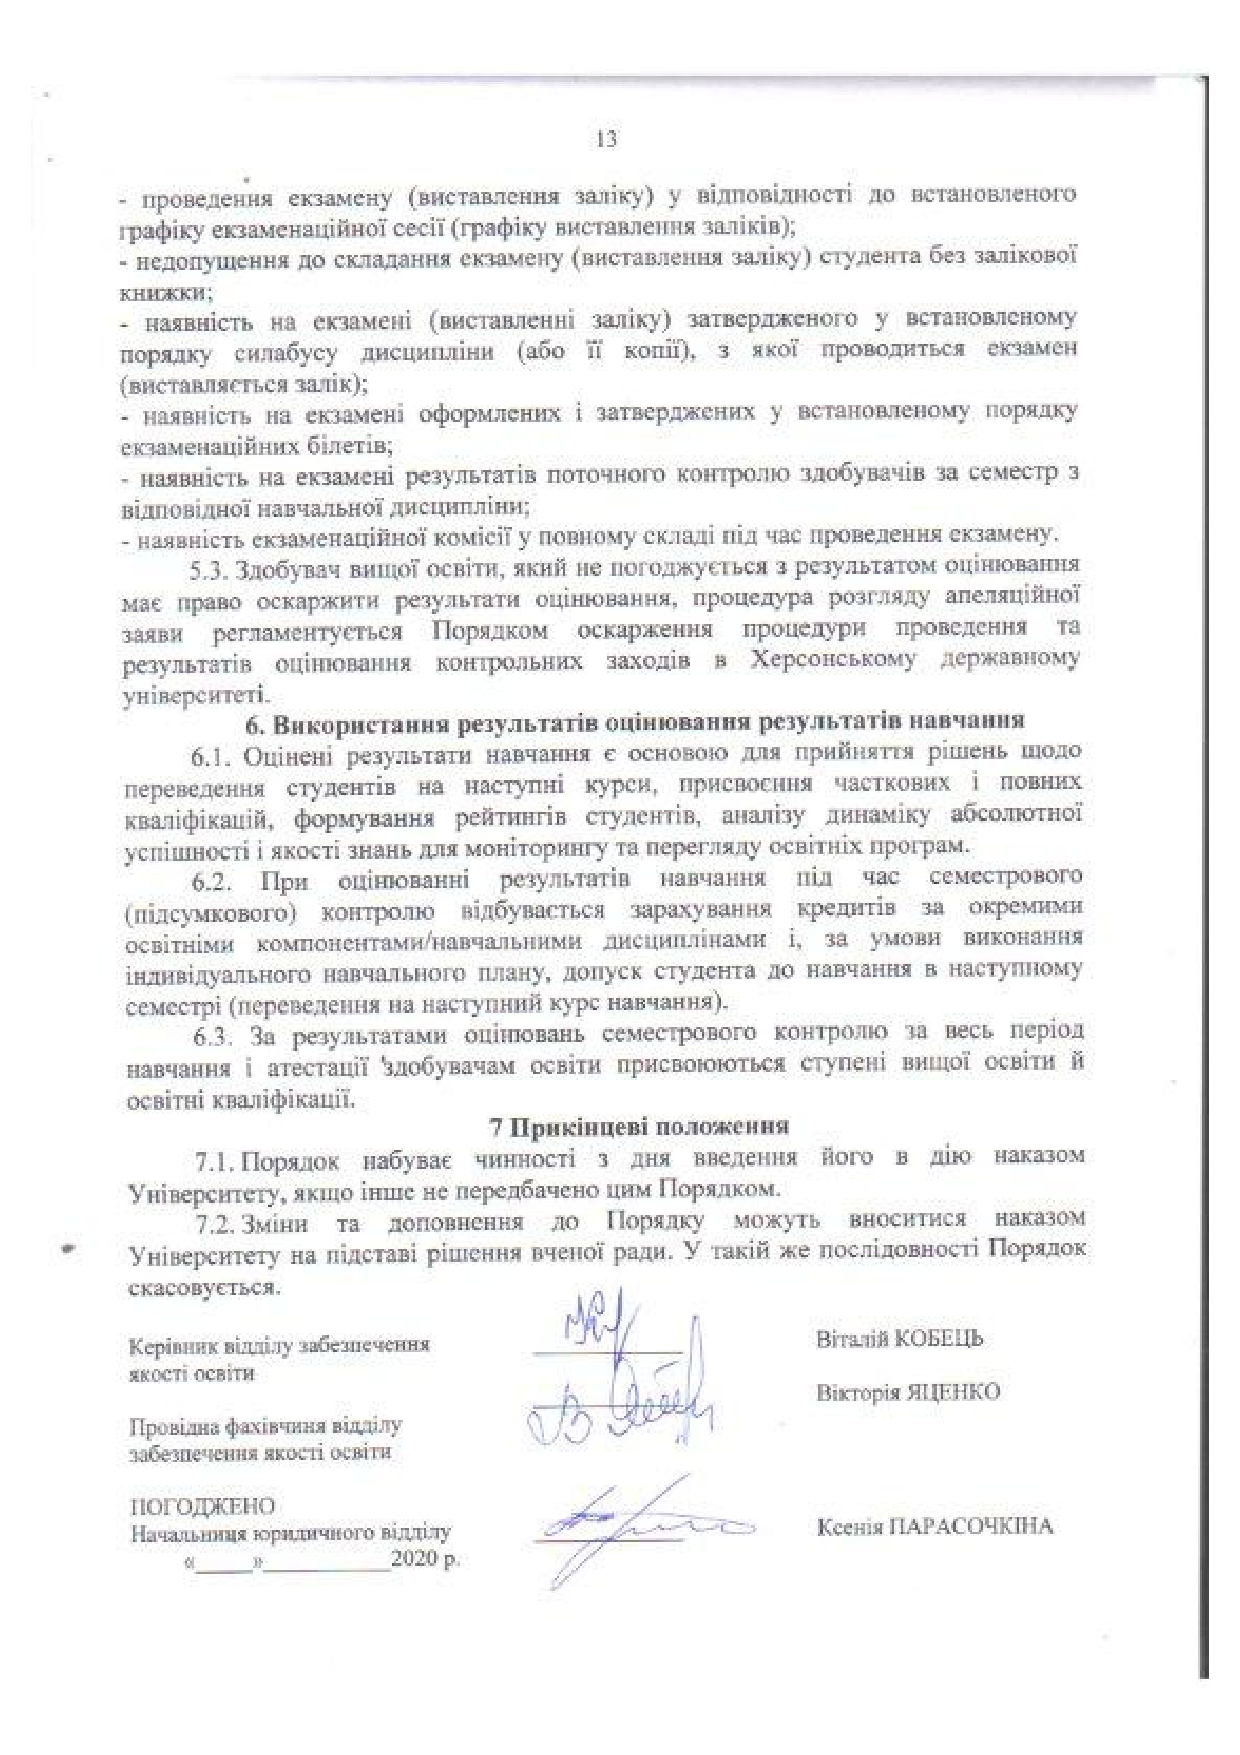 13
- проведення екзамену (виставлення заліку) у відповідності до встановленого
графіку екзаменаційної сесії (графіку виставлення заліків);
- недопущення до складання екзамену (виставлення заліку) студента без залікової
книжки;
- наявність на екзамені (виставленні заліку) затвердженого у встановленому
порядку силабусу дисципліни (або її копії), з якої проводиться екзамен
(виставляється залік);
- наявність на екзамені оформлених і затверджених у встановленому порядку
екзаменаційних білетів;
- наявність на екзамені результатів поточного контролю здобувачів за семестр з
відповідної навчальної дисципліни;
- наявність екзаменаційної комісії у повному складі під час проведення екзамену.
5.3. Здобувач вищої освіти, який не погоджується з результатом оцінювання
має право оскаржити результати оцінювання, процедура розгляду апеляційної
заяви регламентується Порядком оскарження процедури проведення та
результатів оцінювання контрольних заходів в Херсонському державному
університеті.
6. Використання результатів оцінювання результатів навчання
6.1. Оцінені результати навчання є основою для прийняття рішень щодо
переведення студентів на наступні курси, присвоєння часткових і повних
кваліфікацій, формування рейтингів студентів, аналізу динаміку абсолютної
успішності і якості знань для моніторингу та перегляду освітніх програм.
6.2. При оцінюванні результатів навчання під час семестрового
(підсумкового) контролю відбувається зарахування кредитів за окремими
освітніми компонентами/навчальними дисциплінами і, за умови виконання
індивідуального навчального плану, допуск студента до навчання в наступному
семестрі (переведення на наступний курс навчання).
6.3. За результатами оцінювань семестрового контролю за весь період
навчання і атестації здобувачам освіти присвоюються ступені вищої освіти й
освітні кваліфікації.
7 Прикінцеві положення
7.1. Порядок набуває чинності з дня введення його в дію наказом
Університету, якщо інше не передбачено цим Порядком.
7.2. Зміни та доповнення до Порядку можуть вноситися наказом
Університету на підставі рішення вченої ради. У такій же послідовності Порядок
скасовується.
Керівник відділу забезпечення
якості освіти
Віталій КОБЕЦЬ
Провідна фахівчиня відділу
забезпечення якості освіти
Вікторія ЯЦЕНКО
ПОГОДЖЕНО
Начальниця юридичного відділу
Ксенія ПАРАСОЧКІНА
«_____»___________2020 р.